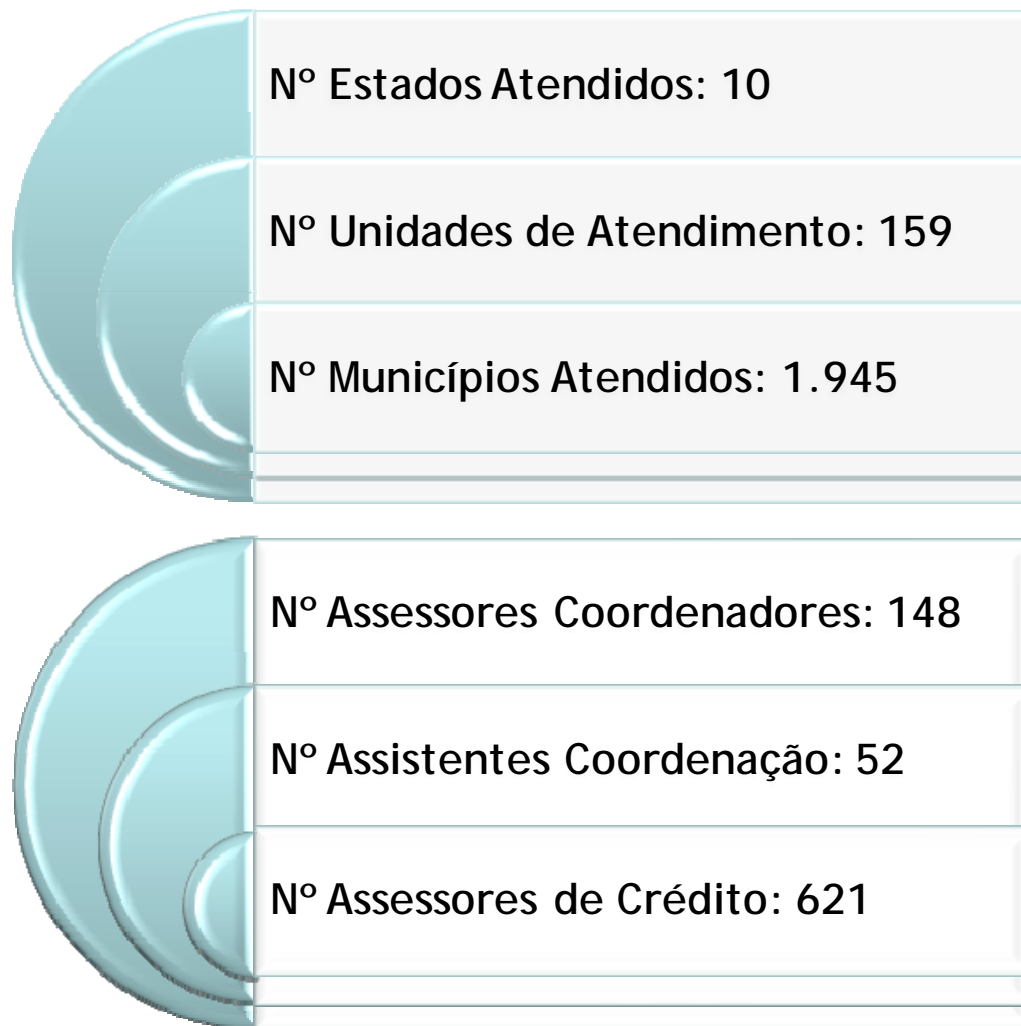 Nº Estados Atendidos: 10
Nº Unidades de Atendimento: 159
Nº Municípios Atendidos: 1.945
Nº Assessores Coordenadores: 148
Nº Assistentes Coordenação: 52
Nº Assessores de Crédito: 621